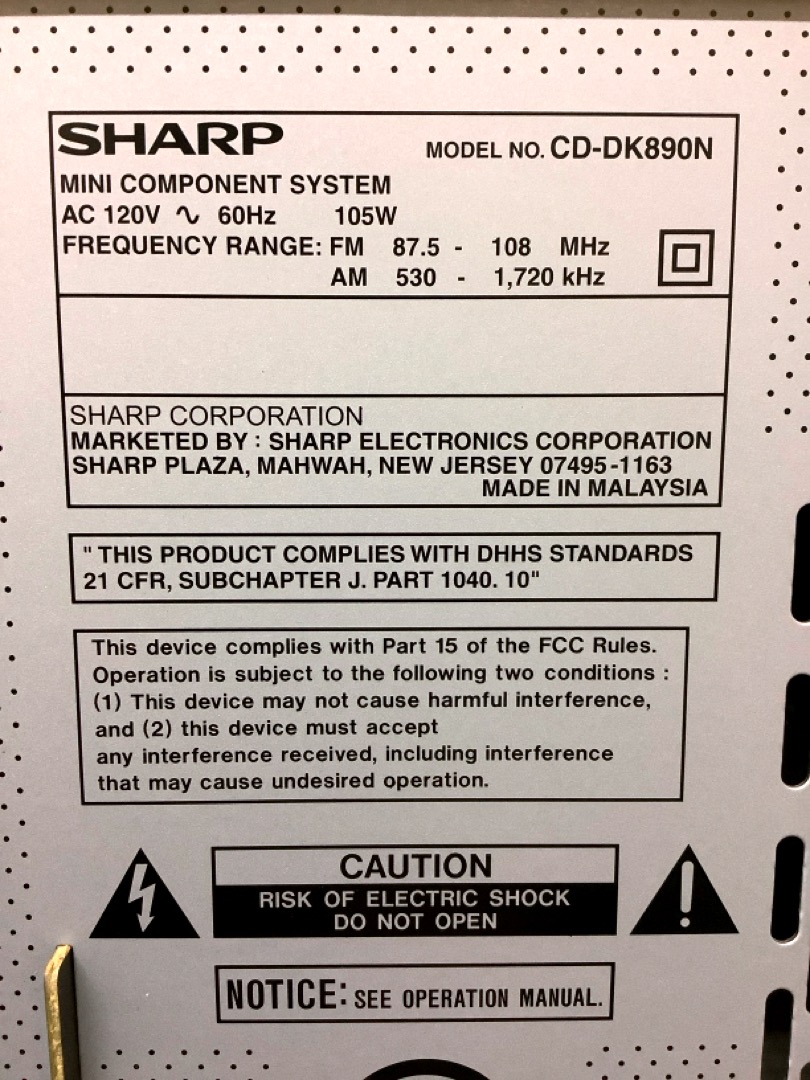 SHARP MODEL NO. CD-DK890N
MINI COMPONENT SYSTEM
AC 120V ∿ 60Hz 105W
FREQUENCY RANGE: FM 87.5 - 108 MHz
AM 530 - 1,720 kHz
SHARP CORPORATION
MARKETED BY : SHARP ELECTRONICS CORPORATION
SHARP PLAZA, MAHWAH, NEW JERSEY 07495-1163
MADE IN MALAYSIA
" THIS PRODUCT COMPLIES WITH DHHS STANDARDS
21 CFR, SUBCHAPTER J. PART 1040. 10"
This device complies with Part 15 of the FCC Rules.
Operation is subject to the following two conditions :
(1) This device may not cause harmful interference,
and (2) this device must accept
any interference received, including interference
that may cause undesired operation.
CAUTION
RISK OF ELECTRIC SHOCK
DO NOT OPEN
NOTICE: SEE OPERATION MANUAL.